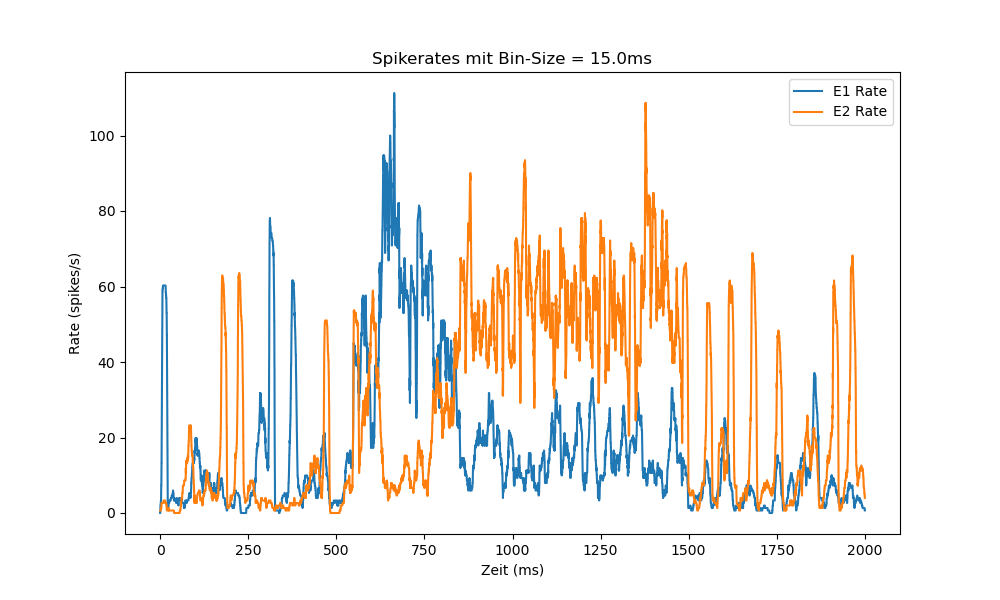 Spikerates mit Bin-Size = 15.0ms
E1 Rate
E2 Rate
Rate (spikes/s)
100
80
60
40
20
0
0 250 500 750 1000 1250 1500 1750 2000
Zeit (ms)